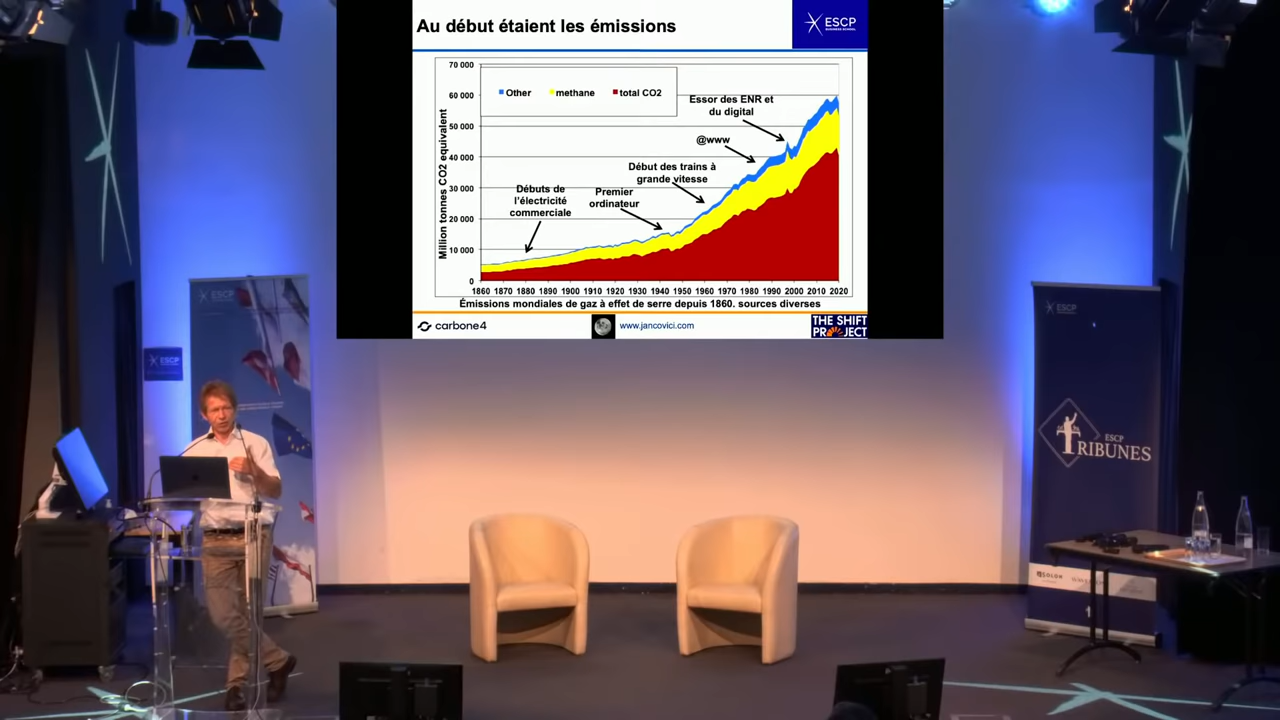 Au début étaient les émissions
ESCP
BUSINESS SCHOOL
Million tonnes CO2 equivalent
70 000
60 000
50 000
40 000
30 000
20 000
10 000
0
Other methane total CO2
Essor des ENR et
du digital
@www
Début des trains à
grande vitesse
Premier
ordinateur
Débuts de
l'électricité
commerciale
1860 1870 1880 1890 1900 1910 1920 1930 1940 1950 1960 1970 1980 1990 2000 2010 2020
Émissions mondiales de gaz à effet de serre depuis 1860. sources diverses
carbone4
www.jancovici.com
THE SHIFT
PROJECT
ESCP
ESCP
ESCP
ESCP
TRIBUNES
SOLON